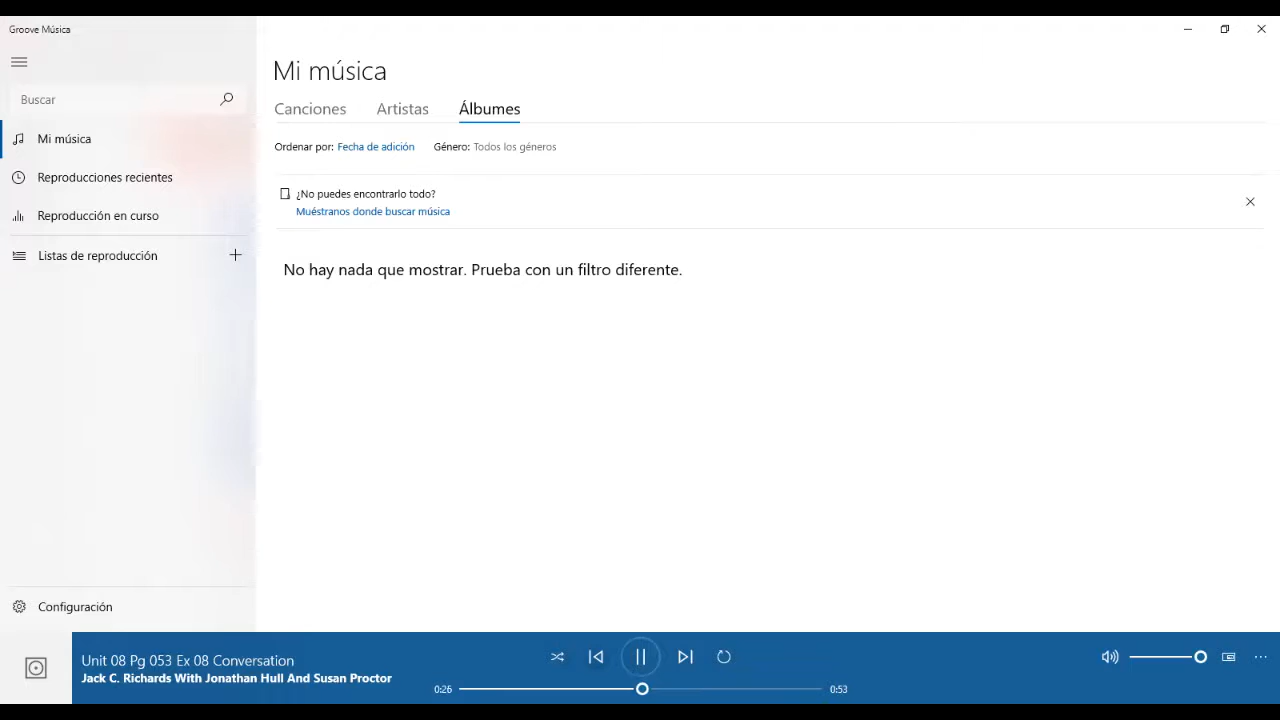 Groove Música
Buscar
Mi música
Reproducciones recientes
Reproducción en curso
Listas de reproducción
Configuración
Mi música
Canciones Artistas Álbumes
Ordenar por: Fecha de adición Género: Todos los géneros
¿No puedes encontrarlo todo?
Muéstranos donde buscar música
No hay nada que mostrar. Prueba con un filtro diferente.
Unit 08 Pg 053 Ex 08 Conversation
Jack C. Richards With Jonathan Hull And Susan Proctor
0:26 0:53